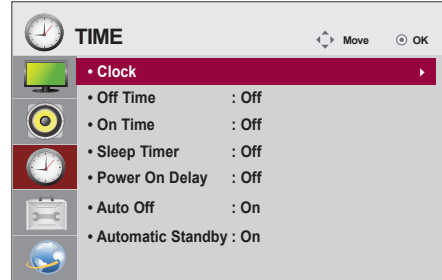 TIME
Move OK
• Clock
• Off Time : Off
• On Time : Off
• Sleep Timer : Off
• Power On Delay : Off
• Auto Off : On
• Automatic Standby : On